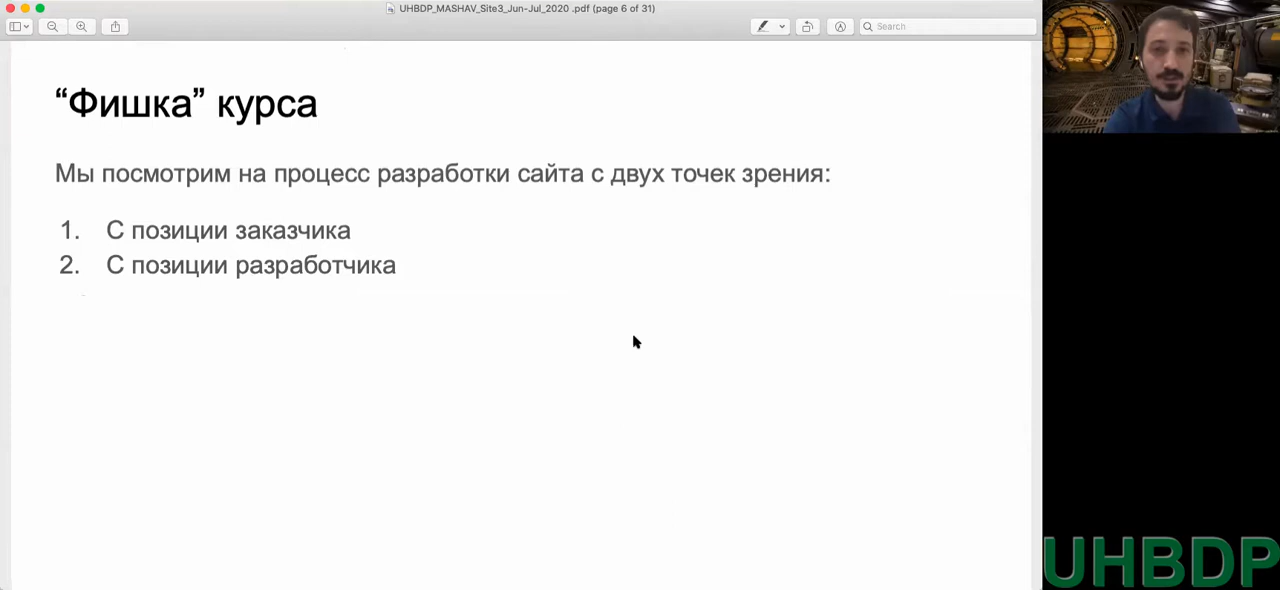 UHBDP_MASHAV_Site3_Jun-Jul_2020 .pdf (page 6 of 31)
Search
“Фишка” курса
Мы посмотрим на процесс разработки сайта с двух точек зрения:
1. С позиции заказчика
2. С позиции разработчика
UHBDP